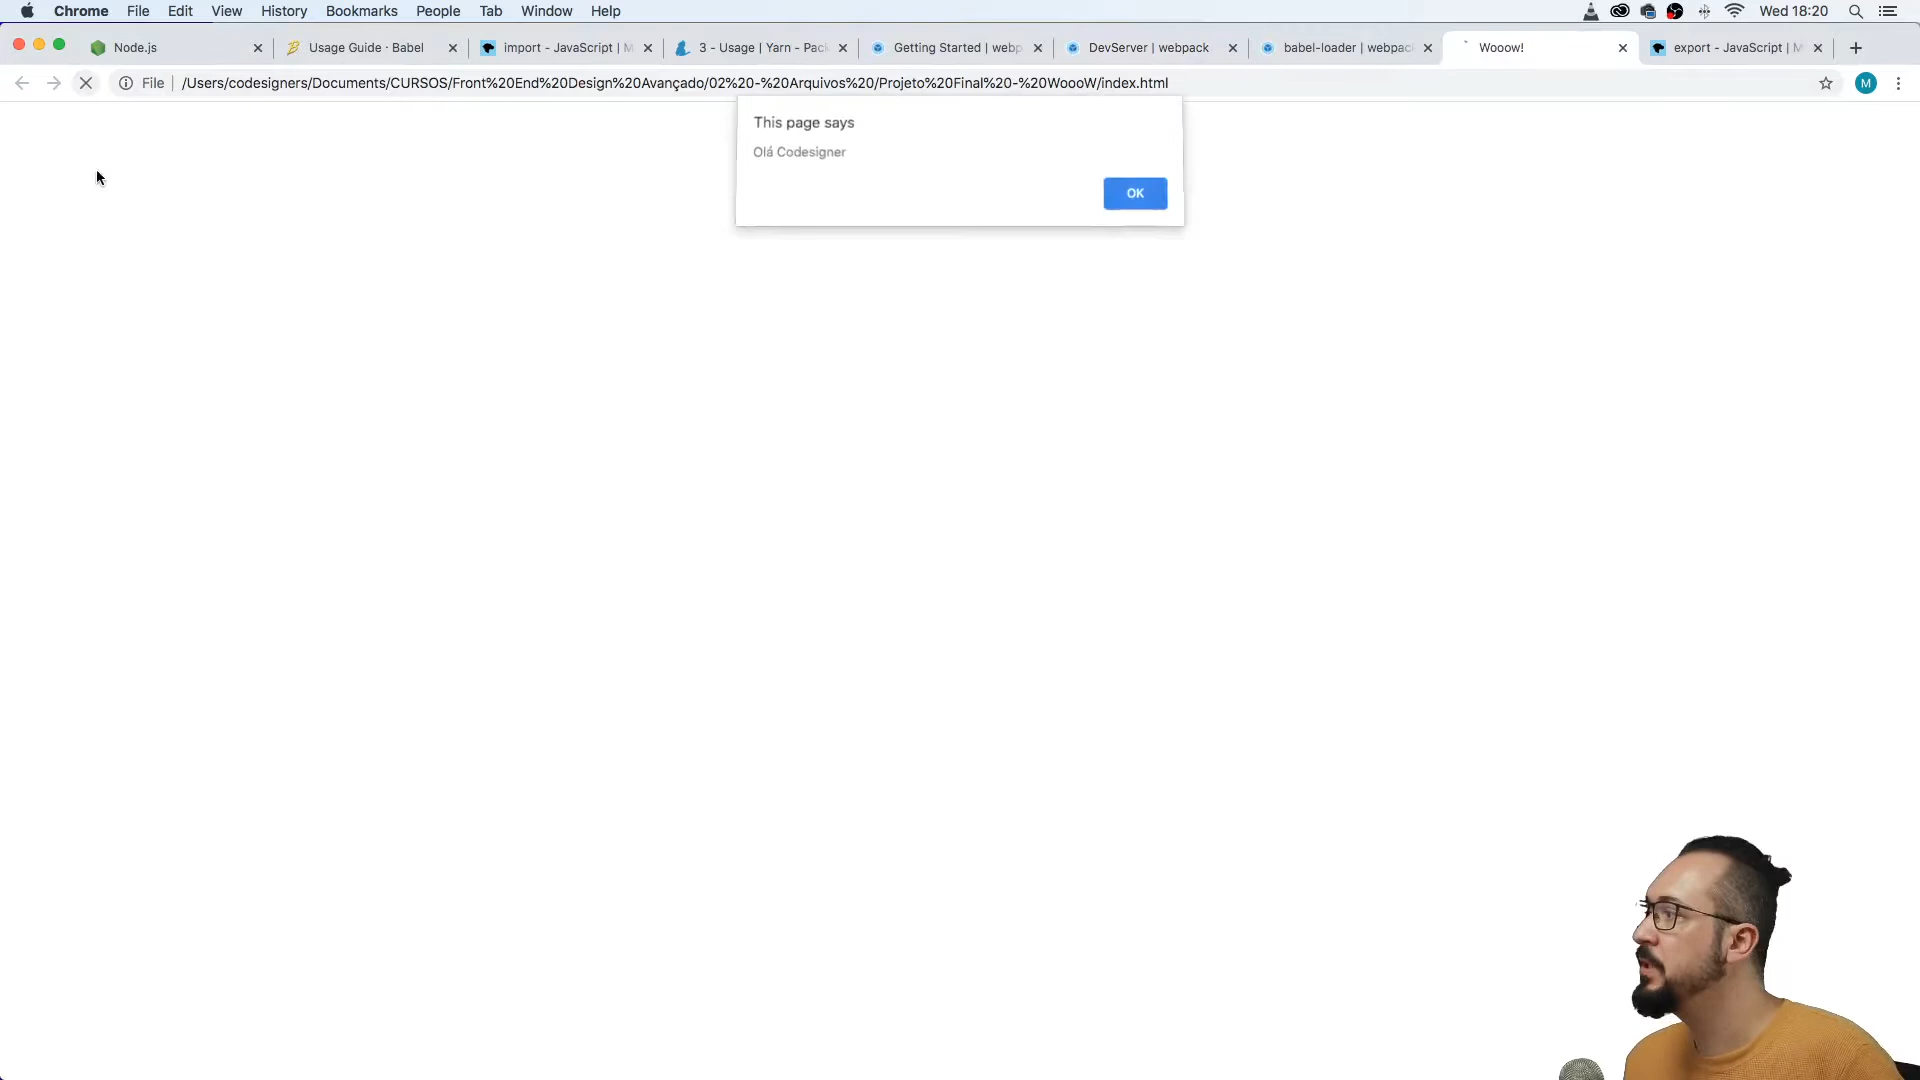 Chrome File Edit View History Bookmarks People Tab Window Help Wed 18:20
Node.js Usage Guide · Babel import - JavaScript | M 3 - Usage | Yarn - Pack Getting Started | webp DevServer | webpack babel-loader | webpac Wooow! export - JavaScript | M
File /Users/codesigners/Documents/CURSOS/Front%20End%20Design%20Avançado/02%20-%20Arquivos%20/Projeto%20Final%20-%20WoooW/index.html M
This page says
Olá Codesigner
OK